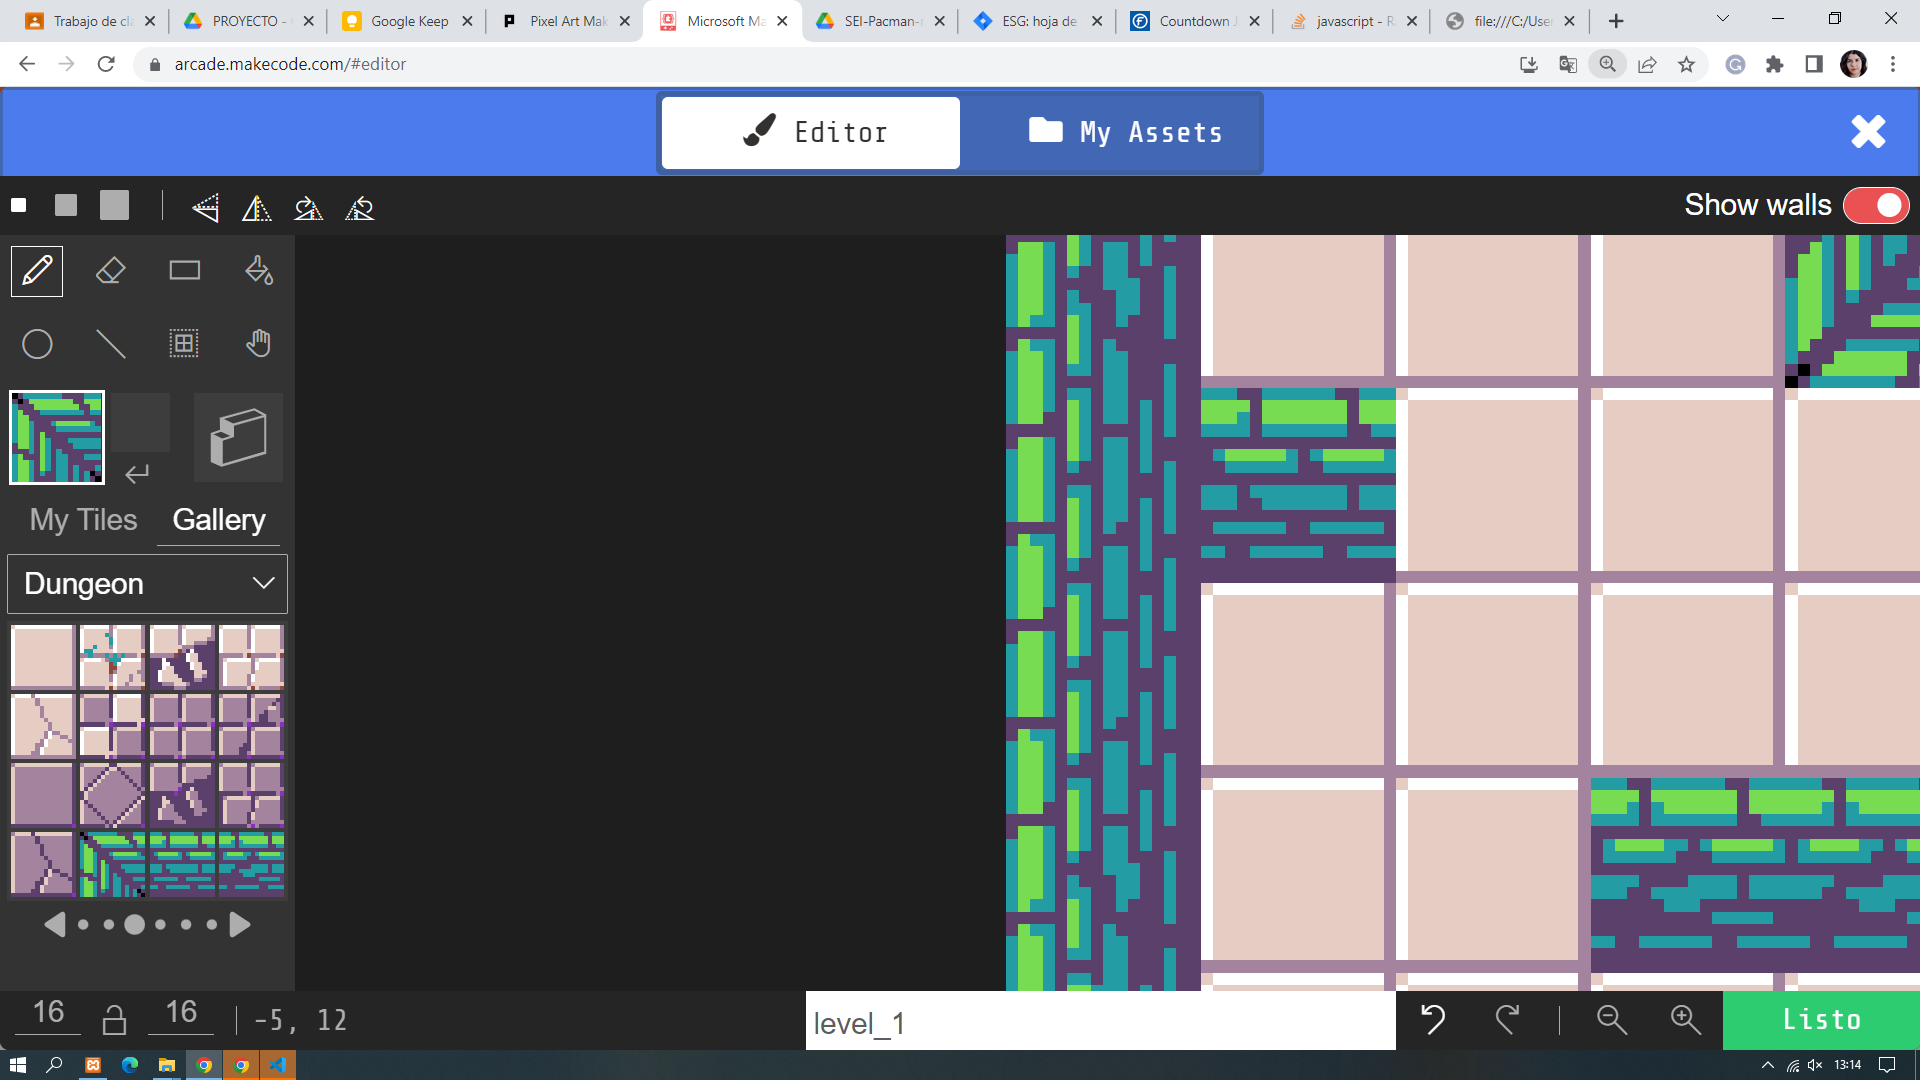 Trabajo de cl
PROYECTO -
Google Keep
Pixel Art Mak
Microsoft Ma
SEI-Pacman-
ESG: hoja de
Countdown J
javascript - R
file:///C:/User
arcade.makecode.com/#editor
Editor
My Assets
Show walls
My Tiles
Gallery
Dungeon
16
16
-5, 12
level_1
Listo
13:14